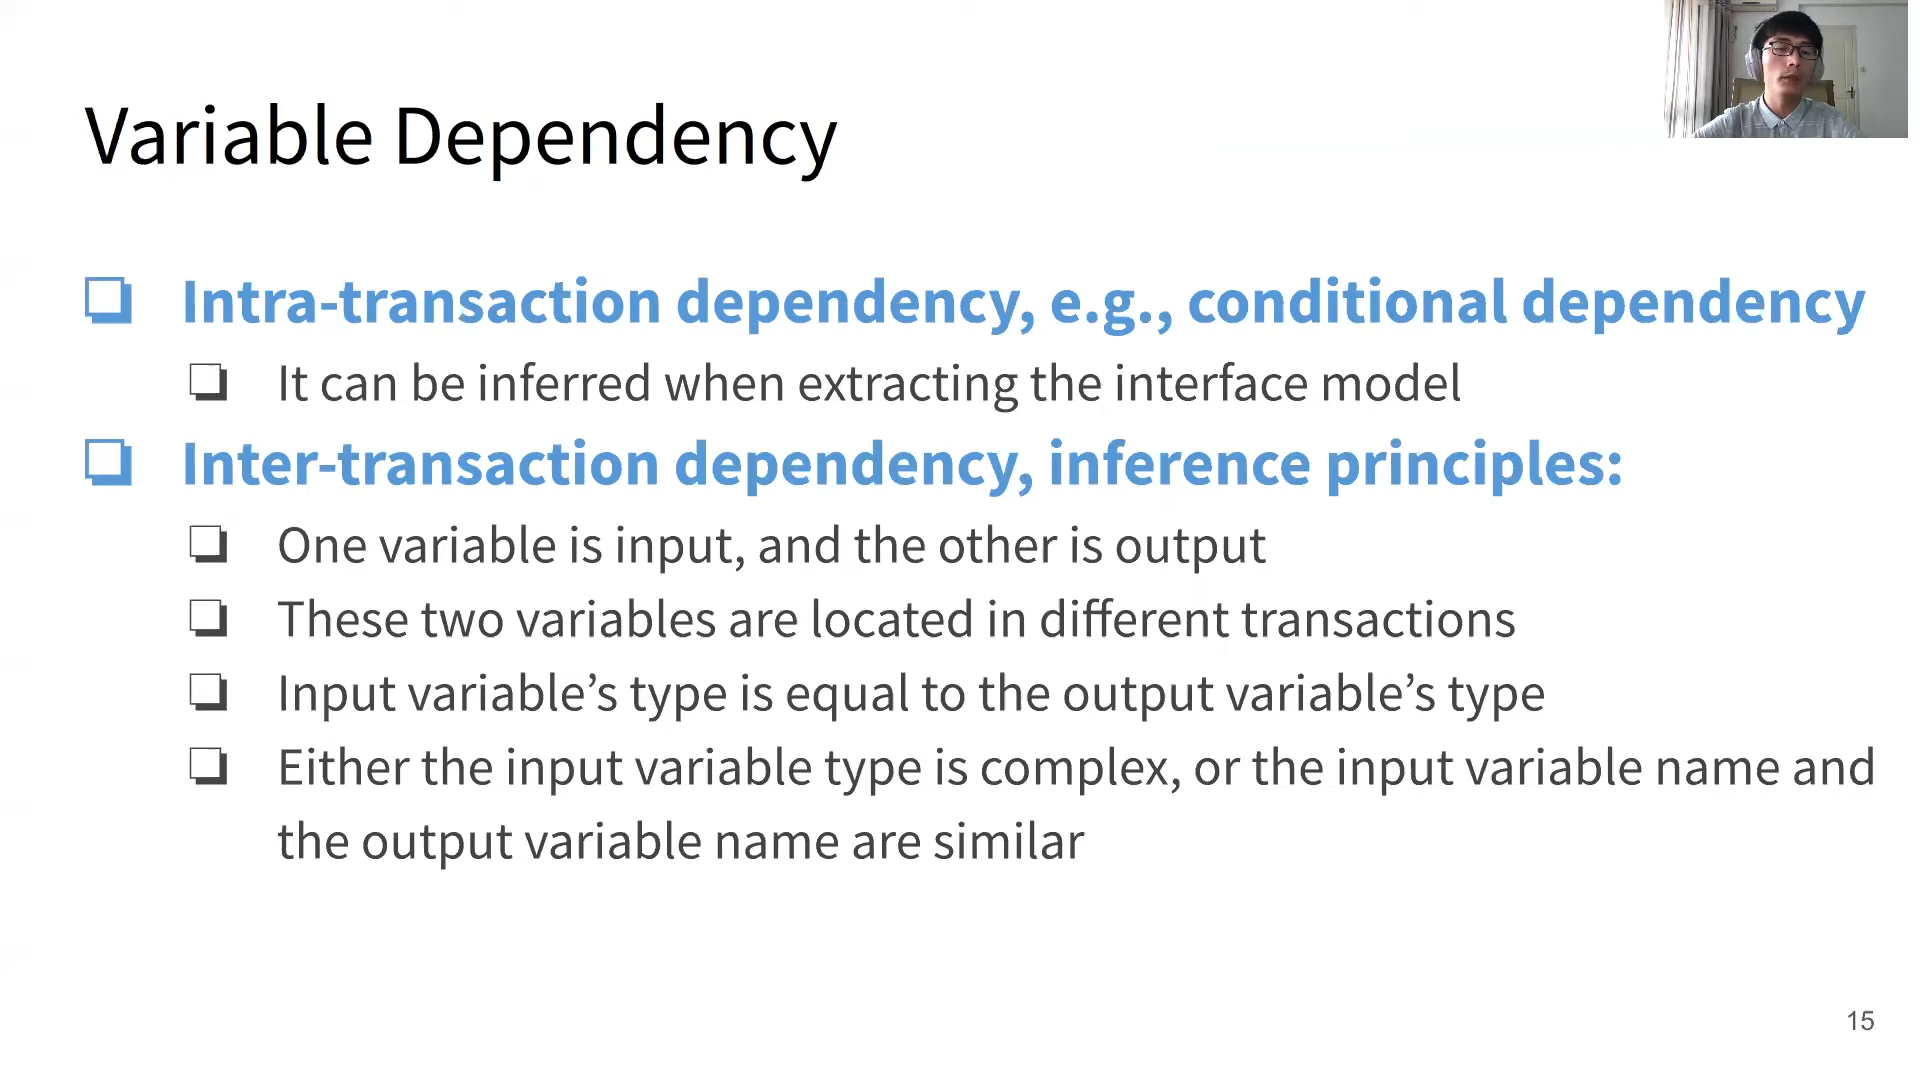 Variable Dependency
Intra-transaction dependency, e.g., conditional dependency
It can be inferred when extracting the interface model
Inter-transaction dependency, inference principles:
One variable is input, and the other is output
These two variables are located in different transactions
Input variable’s type is equal to the output variable’s type
Either the input variable type is complex, or the input variable name and
the output variable name are similar
15